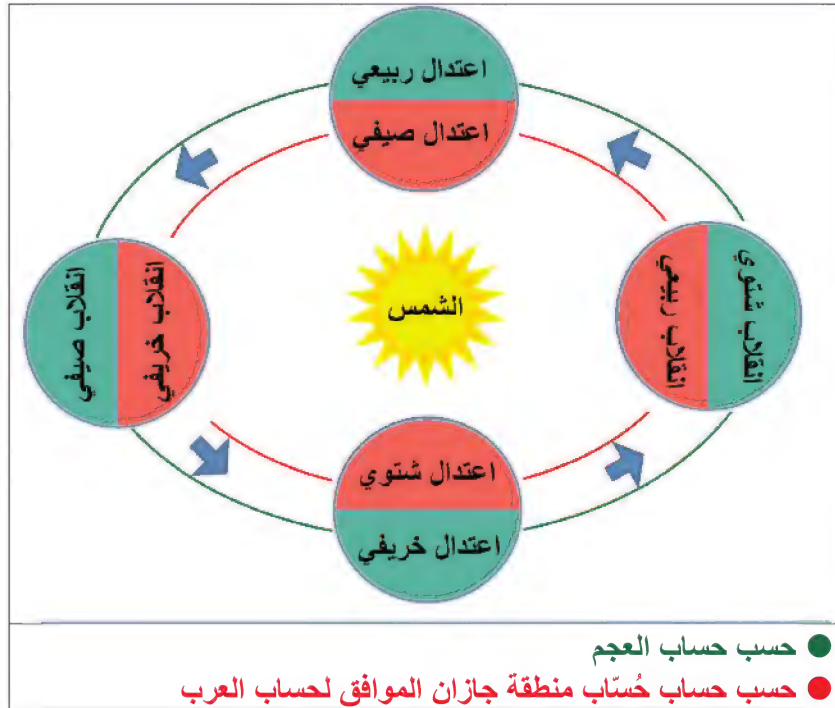 اعتدال ربيعي
اعتدال صيفي
انقلاب شتوي
انقلاب ربيعي
الشمس
انقلاب خريفي
انقلاب صيفي
اعتدال شتوي
اعتدال خريفي
حسب حساب العجم
حسب حساب حُسّاب منطقة جازان الموافق لحساب العرب